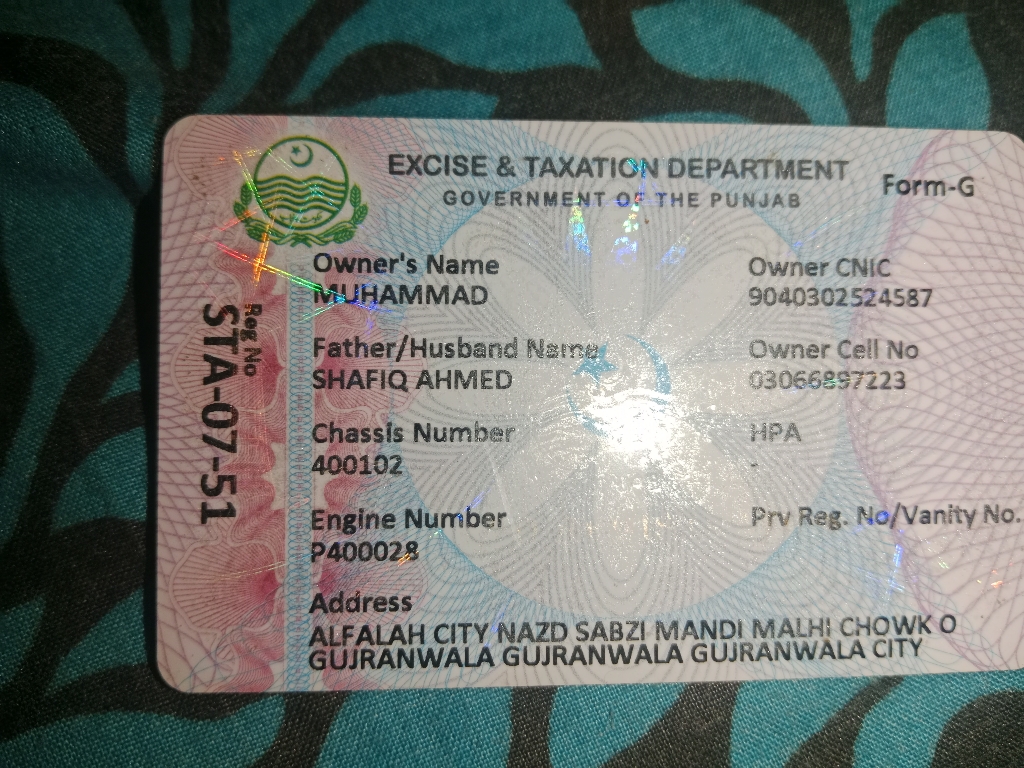 EXCISE & TAXATION DEPARTMENT
GOVERNMENT OF THE PUNJAB
Form-G
Reg No
STA-07-51
Owner's Name
MUHAMMAD
Owner CNIC
9040302524587
Father/Husband Name
SHAFIQ AHMED
Owner Cell No
03066897223
Chassis Number
400102
HPA
-
Engine Number
P400028
Prv Reg. No/Vanity No.
Address
ALFALAH CITY NAZD SABZI MANDI MALHI CHOWK O
GUJRANWALA GUJRANWALA GUJRANWALA CITY